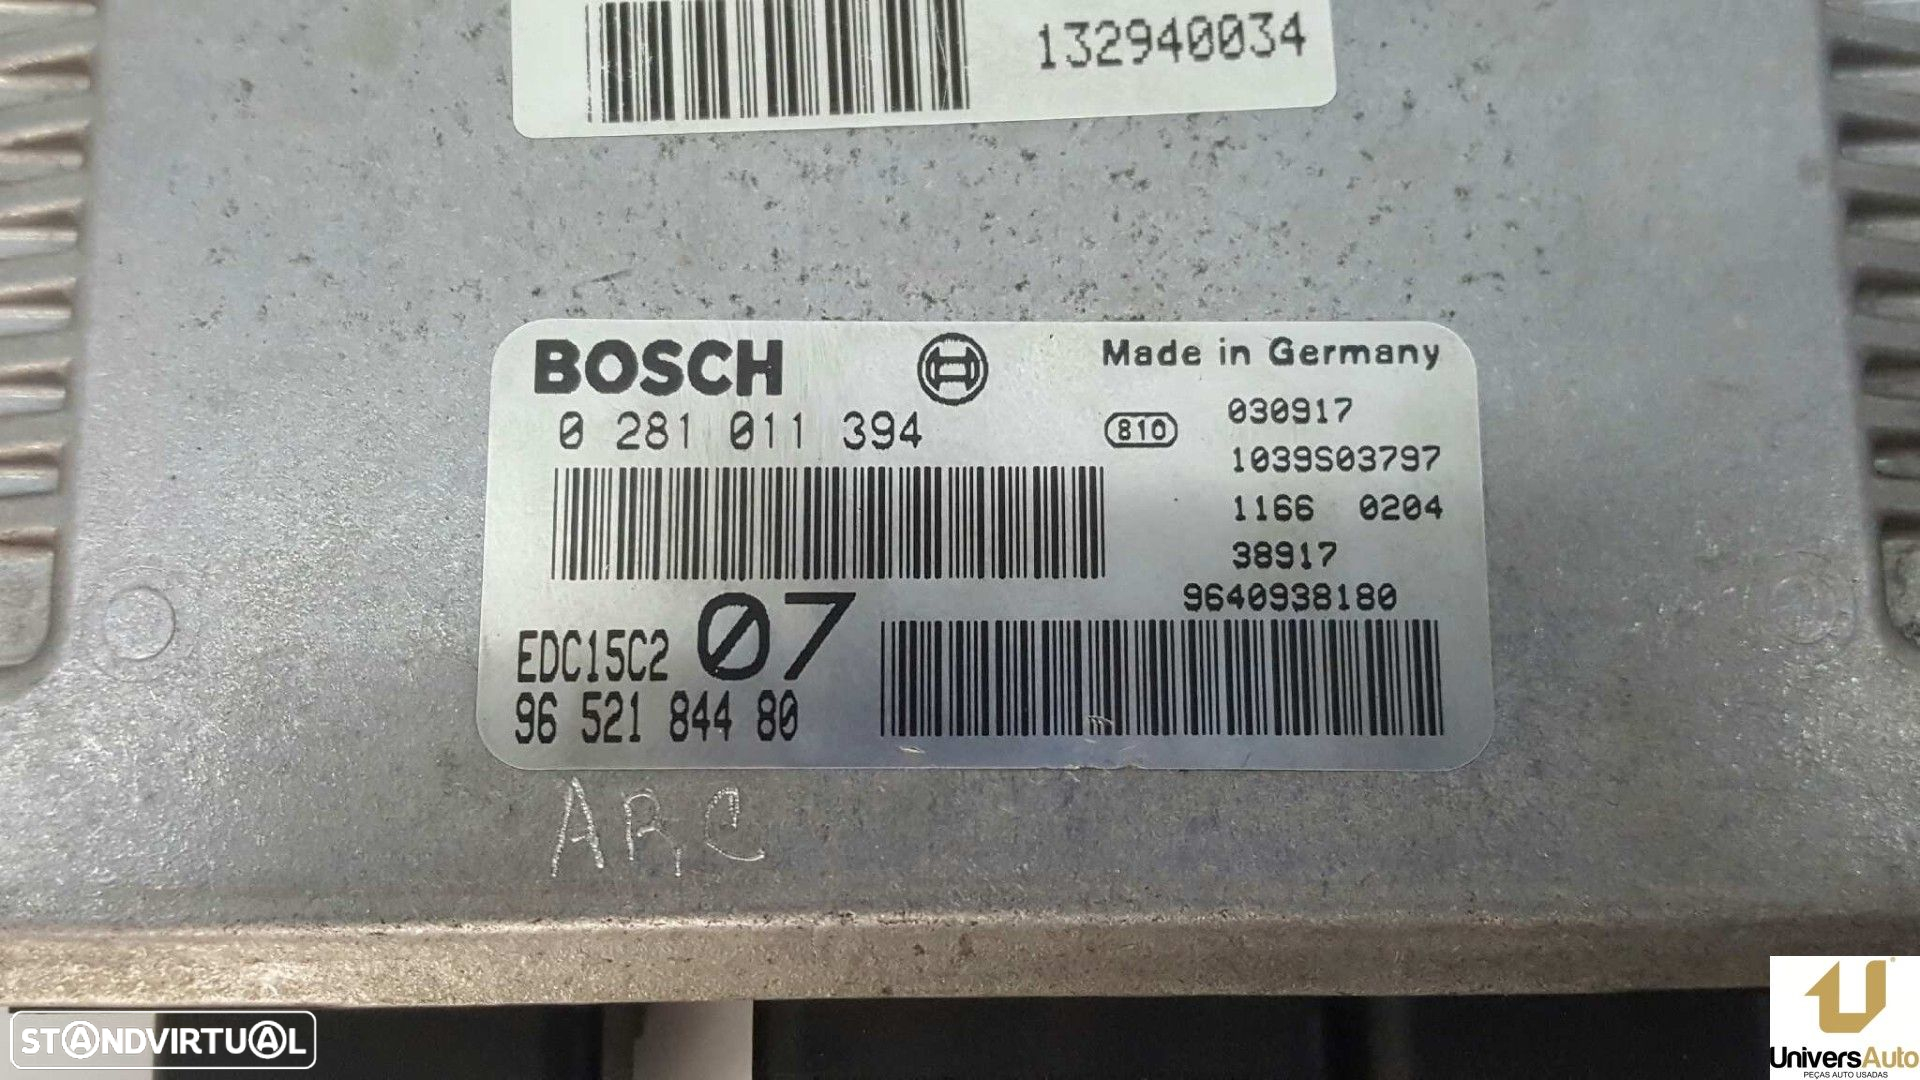 132940034
BOSCH
Made in Germany
0 281 011 394
810
030917
1039S03797
1166 0204
38917
9640938180
EDC15C2 07
96 521 844 80
ARC
STANDVIRTUAL
UniversAuto
PEÇAS AUTO USADAS